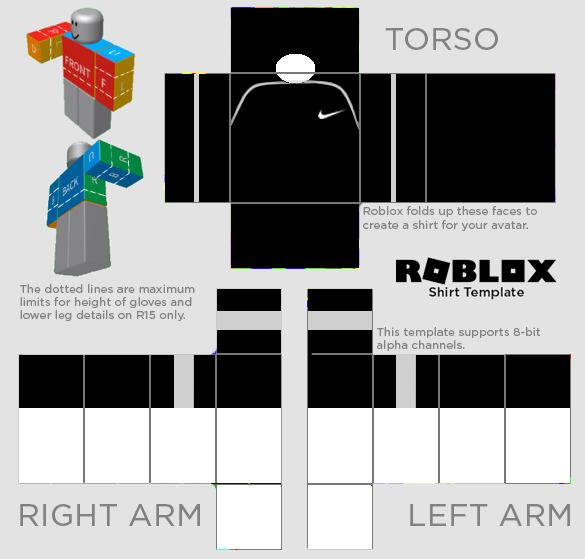 TORSO
D
FRONT
F
U
L
Roblox folds up these faces to
create a shirt for your avatar.
U
B
R
BACK
R
B
ROBLOX
Shirt Template
The dotted lines are maximum
limits for height of gloves and
lower leg details on R15 only.
This template supports 8-bit
alpha channels.
RIGHT ARM
LEFT ARM